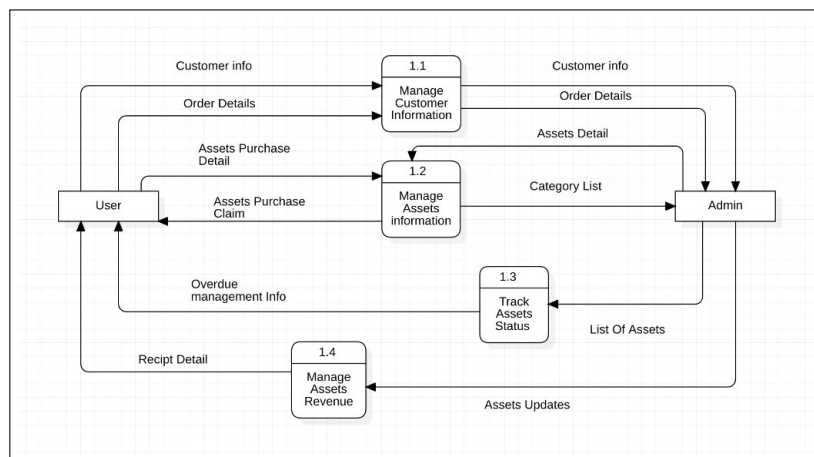 Customer info
1.1
Customer info
Manage
Customer
Information
Order Details
Order Details
Assets Purchase
Detail
Assets Detail
1.2
Manage
Assets
information
Category List
User
Assets Purchase
Claim
Admin
Overdue
management Info
1.3
Track
Assets
Status
List Of Assets
Recipt Detail
1.4
Manage
Assets
Revenue
Assets Updates